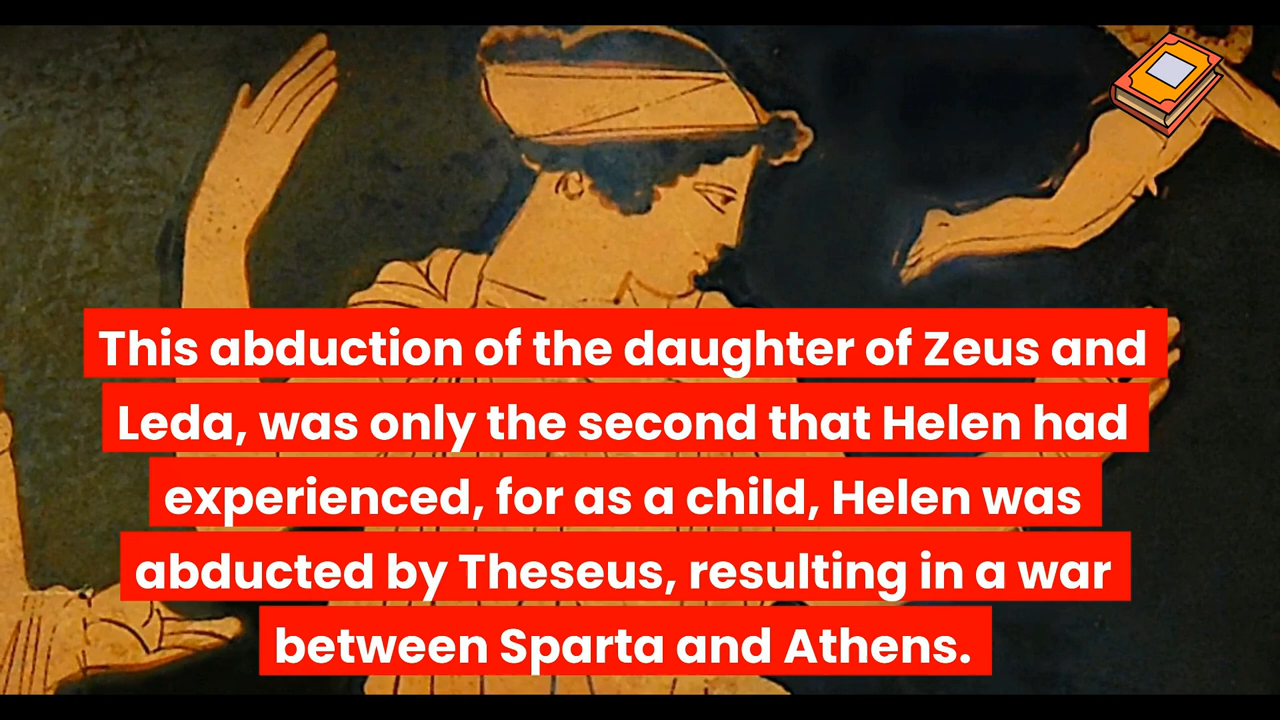 This abduction of the daughter of Zeus and
Leda, was only the second that Helen had
experienced, for as a child, Helen was
abducted by Theseus, resulting in a war
between Sparta and Athens.